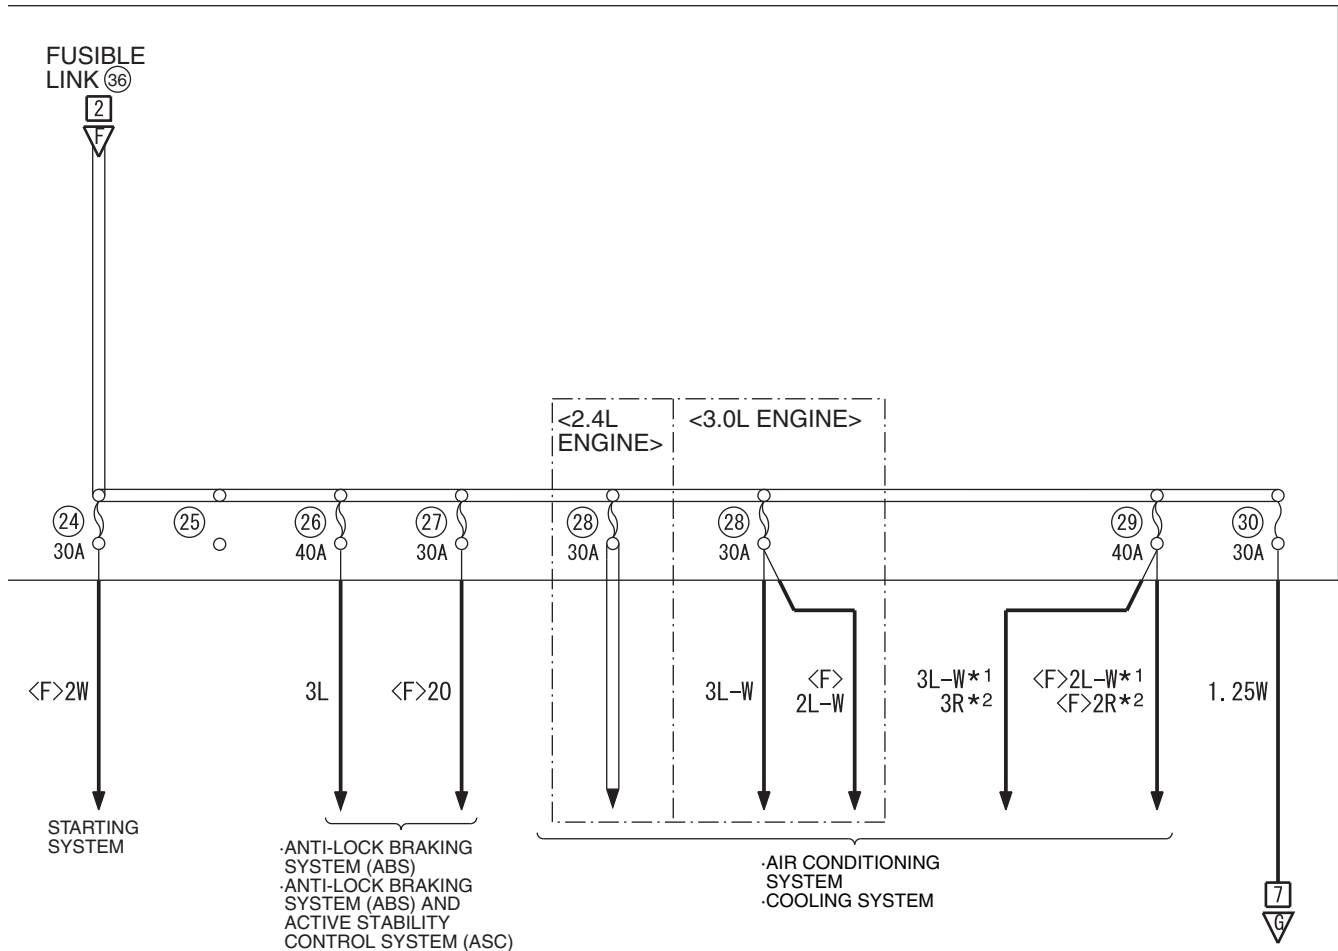 FUSIBLE
LINK 36
2
F
<2.4L
ENGINE>
<3.0L ENGINE>
24
30A
25
26
40A
27
30A
28
30A
28
30A
29
40A
30
30A
<F>2W
3L
<F>20
3L-W
<F>
2L-W
3L-W*1
3R*2
<F>2L-W*1
<F>2R*2
1.25W
STARTING
SYSTEM
·ANTI-LOCK BRAKING
SYSTEM (ABS)
·ANTI-LOCK BRAKING
SYSTEM (ABS) AND
ACTIVE STABILITY
CONTROL SYSTEM (ASC)
·AIR CONDITIONING
SYSTEM
·COOLING SYSTEM
7
G